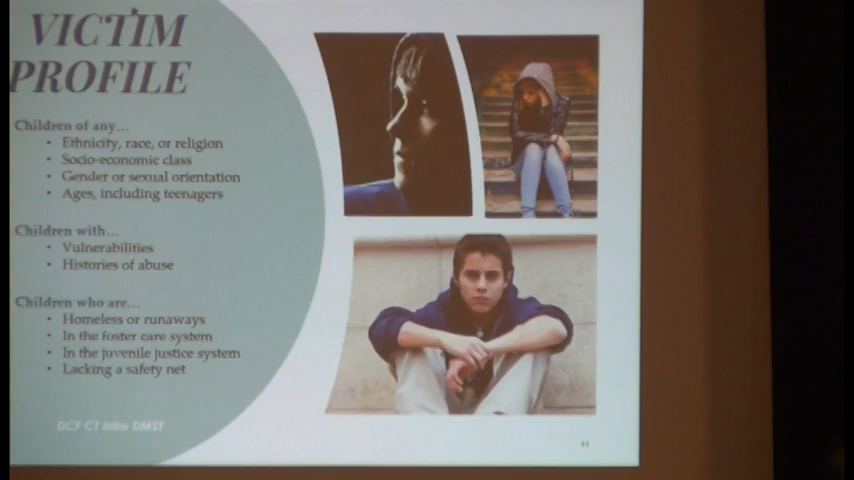 VICTIM
PROFILE
Children of any...
• Ethnicity, race, or religion
• Socio-economic class
• Gender or sexual orientation
• Ages, including teenagers
Children with...
• Vulnerabilities
• Histories of abuse
Children who are...
• Homeless or runaways
• In the foster care system
• In the juvenile justice system
• Lacking a safety net
DCF CT Intro DMST